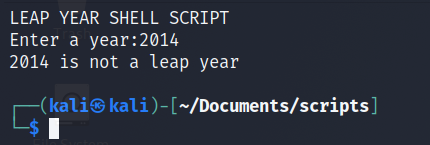 LEAP YEAR SHELL SCRIPT
Enter a year:2014
2014 is not a leap year
┌──(kali㉿kali)-[~/Documents/scripts]
└─$